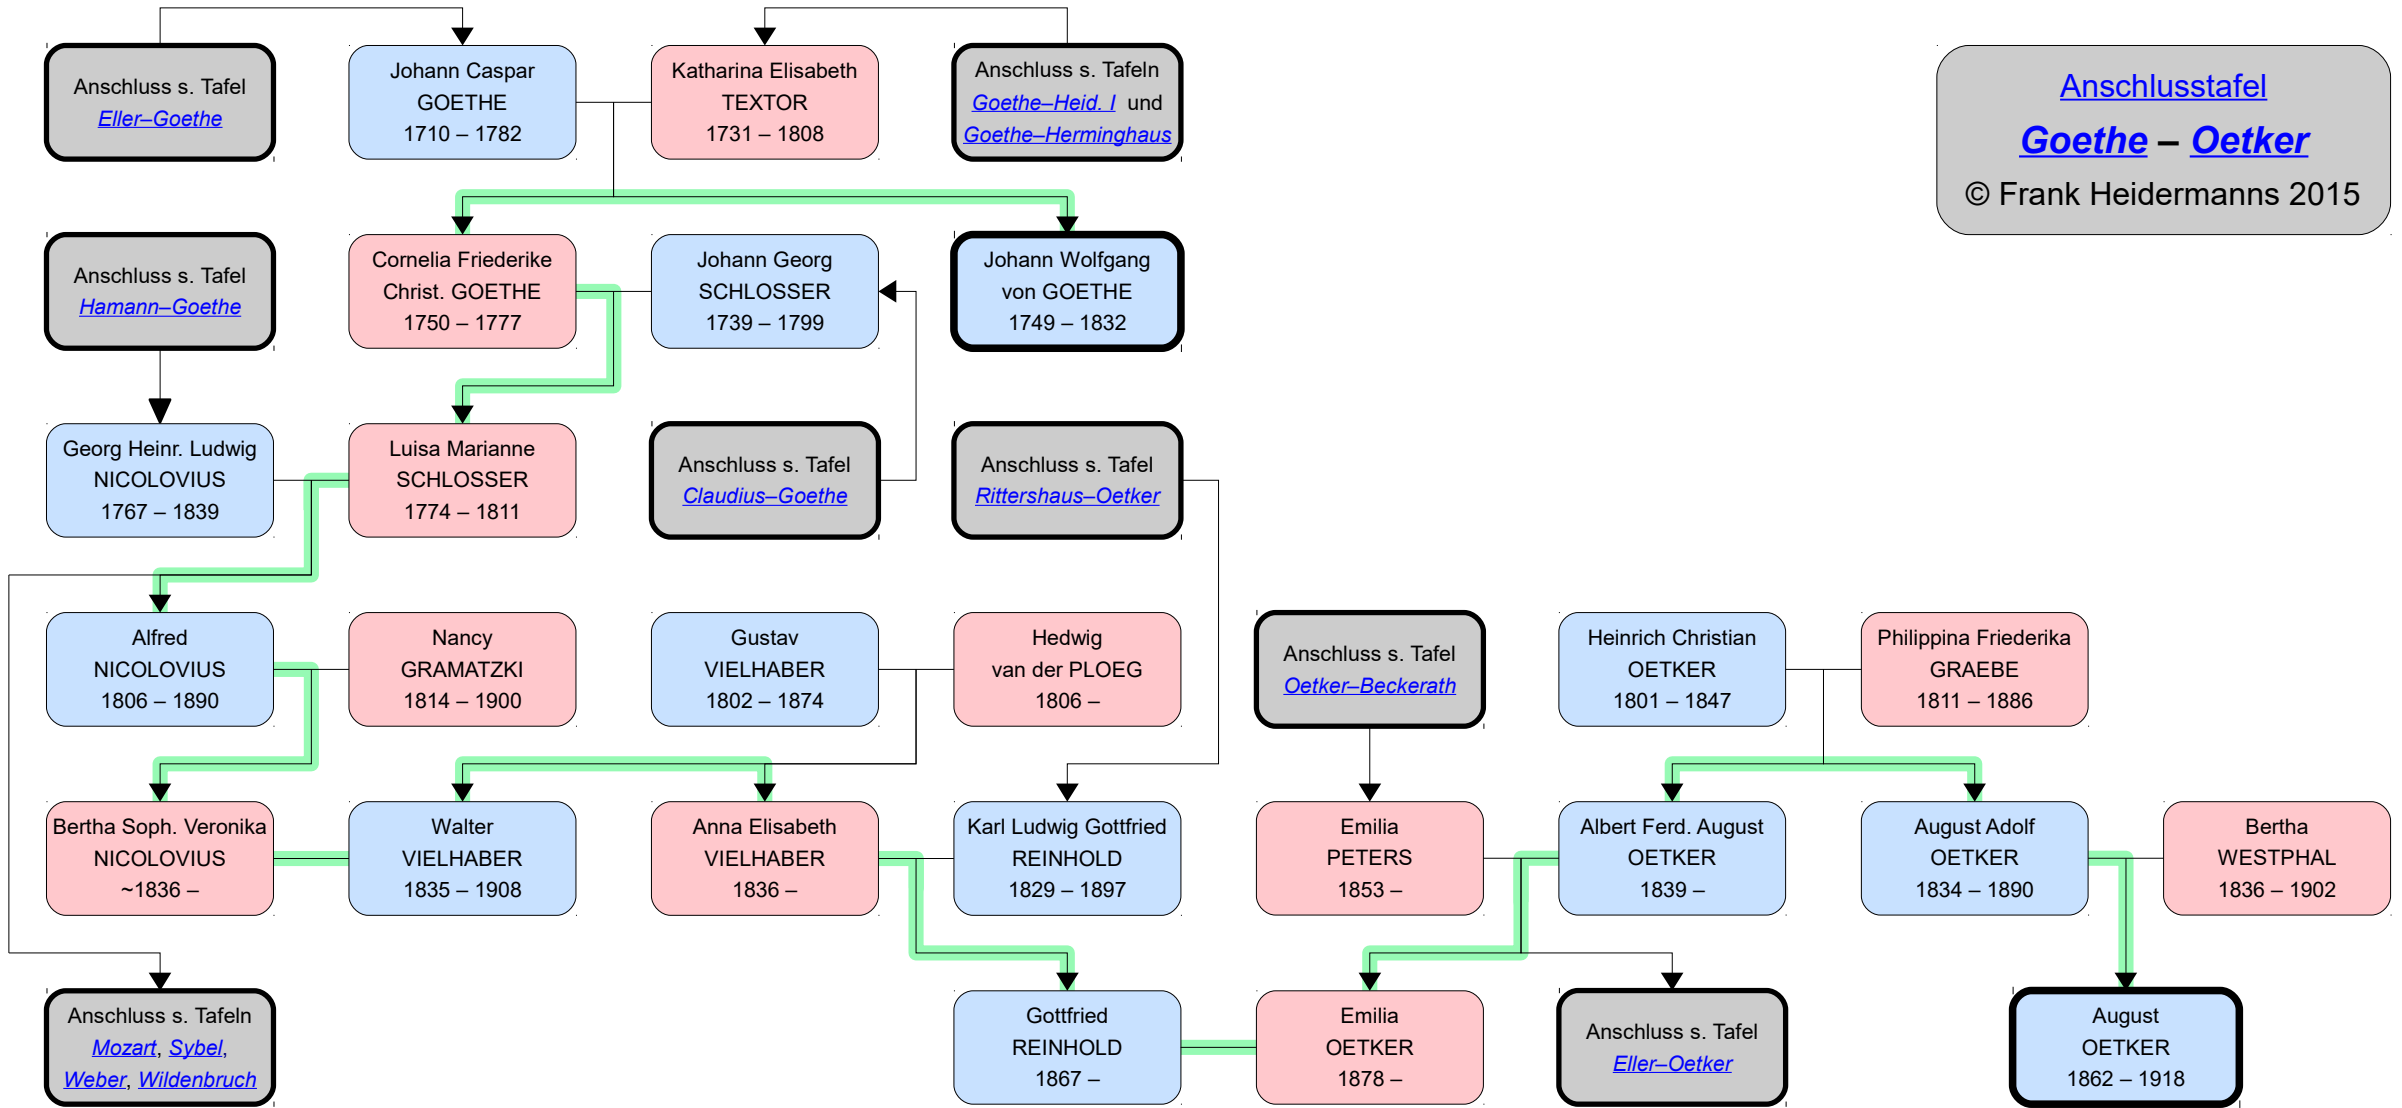 Anschluss s. Tafel
Eller–Goethe
Johann Caspar
GOETHE
1710 – 1782
Katharina Elisabeth
TEXTOR
1731 – 1808
Anschluss s. Tafeln
Goethe–Heid. I und
Goethe–Herminghaus
Anschlusstafel
Goethe – Oetker
© Frank Heidermanns 2015
Anschluss s. Tafel
Hamann–Goethe
Cornelia Friederike
Christ. GOETHE
1750 – 1777
Johann Georg
SCHLOSSER
1739 – 1799
Johann Wolfgang
von GOETHE
1749 – 1832
Georg Heinr. Ludwig
NICOLOVIUS
1767 – 1839
Luisa Marianne
SCHLOSSER
1774 – 1811
Anschluss s. Tafel
Claudius–Goethe
Anschluss s. Tafel
Rittershaus–Oetker
Alfred
NICOLOVIUS
1806 – 1890
Nancy
GRAMATZKI
1814 – 1900
Gustav
VIELHABER
1802 – 1874
Hedwig
van der PLOEG
1806 –
Anschluss s. Tafel
Oetker–Beckerath
Heinrich Christian
OETKER
1801 – 1847
Philippina Friederika
GRAEBE
1811 – 1886
Bertha Soph. Veronika
NICOLOVIUS
~1836 –
Walter
VIELHABER
1835 – 1908
Anna Elisabeth
VIELHABER
1836 –
Karl Ludwig Gottfried
REINHOLD
1829 – 1897
Emilia
PETERS
1853 –
Albert Ferd. August
OETKER
1839 –
August Adolf
OETKER
1834 – 1890
Bertha
WESTPHAL
1836 – 1902
Anschluss s. Tafeln
Mozart, Sybel,
Weber, Wildenbruch
Gottfried
REINHOLD
1867 –
Emilia
OETKER
1878 –
Anschluss s. Tafel
Eller–Oetker
August
OETKER
1862 – 1918